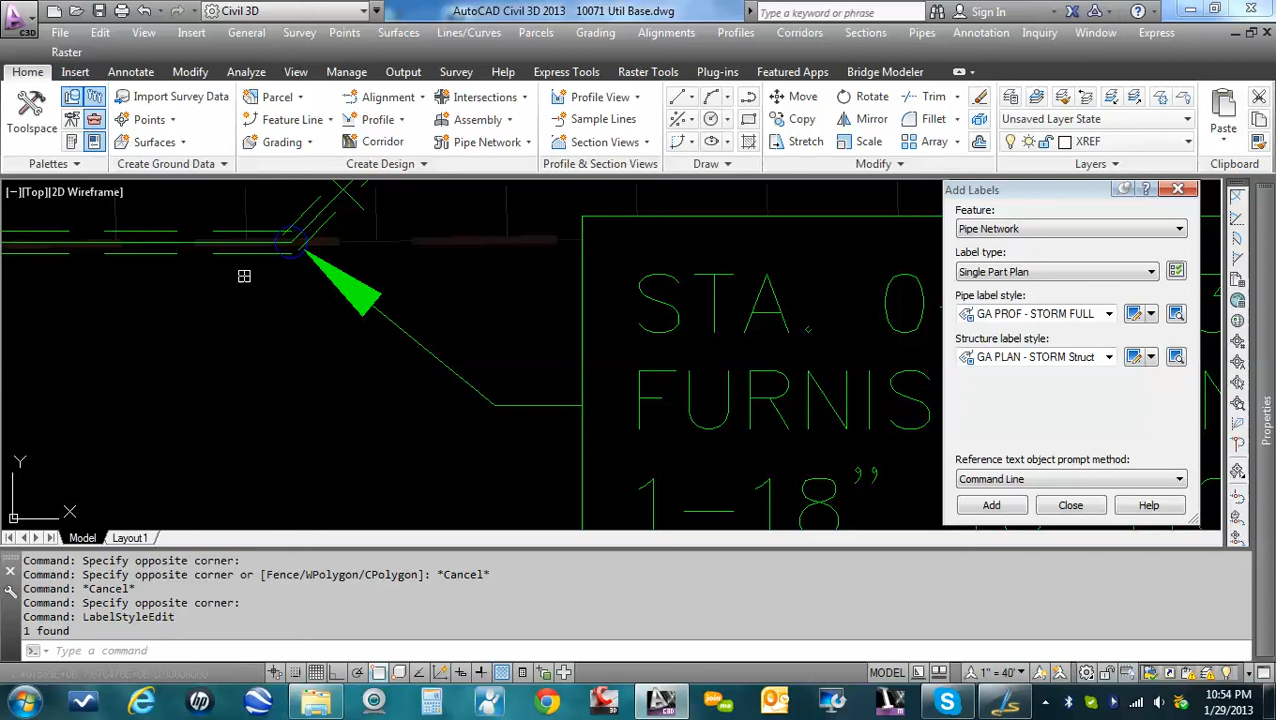 Civil 3D
AutoCAD Civil 3D 2013 10071 Util Base.dwg
Type a keyword or phrase
Sign In
C3D
File Edit View Insert General Survey Points Surfaces Lines/Curves Parcels Grading Alignments Profiles Corridors Sections Pipes Annotation Inquiry Window Express
Raster
Home Insert Annotate Modify Analyze View Manage Output Survey Help Express Tools Raster Tools Plug-ins Featured Apps Bridge Modeler
Toolspace
Import Survey Data
Points
Surfaces
Parcel
Feature Line
Grading
Alignment
Profile
Corridor
Intersections
Assembly
Pipe Network
Profile View
Sample Lines
Section Views
Move Rotate Trim
Copy Mirror Fillet
Stretch Scale Array
Unsaved Layer State
XREF
Paste
Palettes Create Ground Data Create Design Profile & Section Views Draw Modify Layers Clipboard
[−][Top][2D Wireframe]
STA. 0
FURNIS
1-18"
Y
X
Add Labels
Feature:
Pipe Network
Label type:
Single Part Plan
Pipe label style:
GA PROF - STORM FULL
Structure label style:
GA PLAN - STORM Struct
Reference text object prompt method:
Command Line
Add Close Help
Properties
Model Layout1
Command: Specify opposite corner:
Command: Specify opposite corner or [Fence/WPolygon/CPolygon]: *Cancel*
Command: *Cancel*
Command: Specify opposite corner:
Command: LabelStyleEdit
1 found
Type a command
MODEL
1" = 40'
10:54 PM
1/29/2013